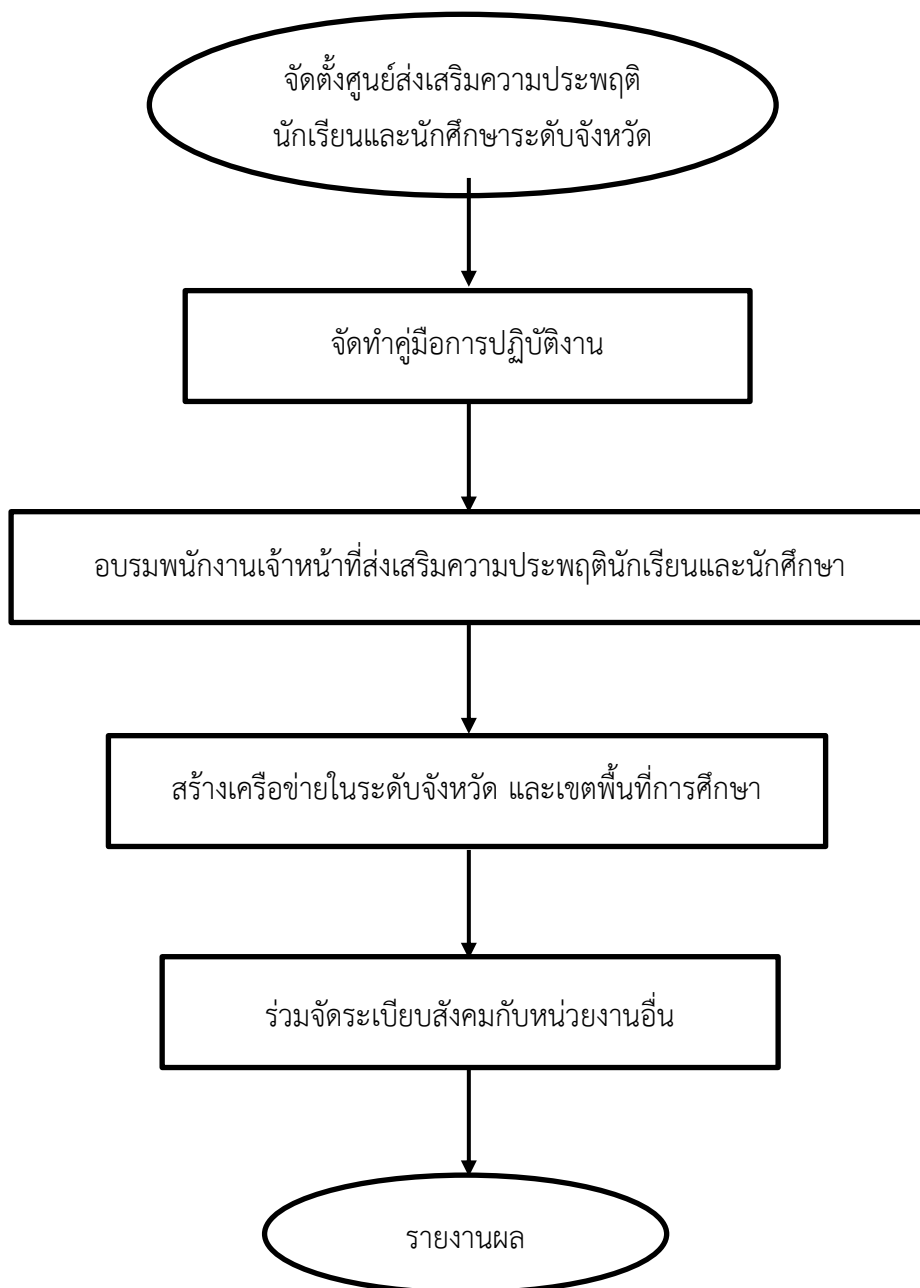 จัดตั้งศูนย์ส่งเสริมความประพฤติ
นักเรียนและนักศึกษาระดับจังหวัด
จัดทำคู่มือการปฏิบัติงาน
อบรมพนักงานเจ้าหน้าที่ส่งเสริมความประพฤตินักเรียนและนักศึกษา
สร้างเครือข่ายในระดับจังหวัด และเขตพื้นที่การศึกษา
ร่วมจัดระเบียบสังคมกับหน่วยงานอื่น
รายงานผล